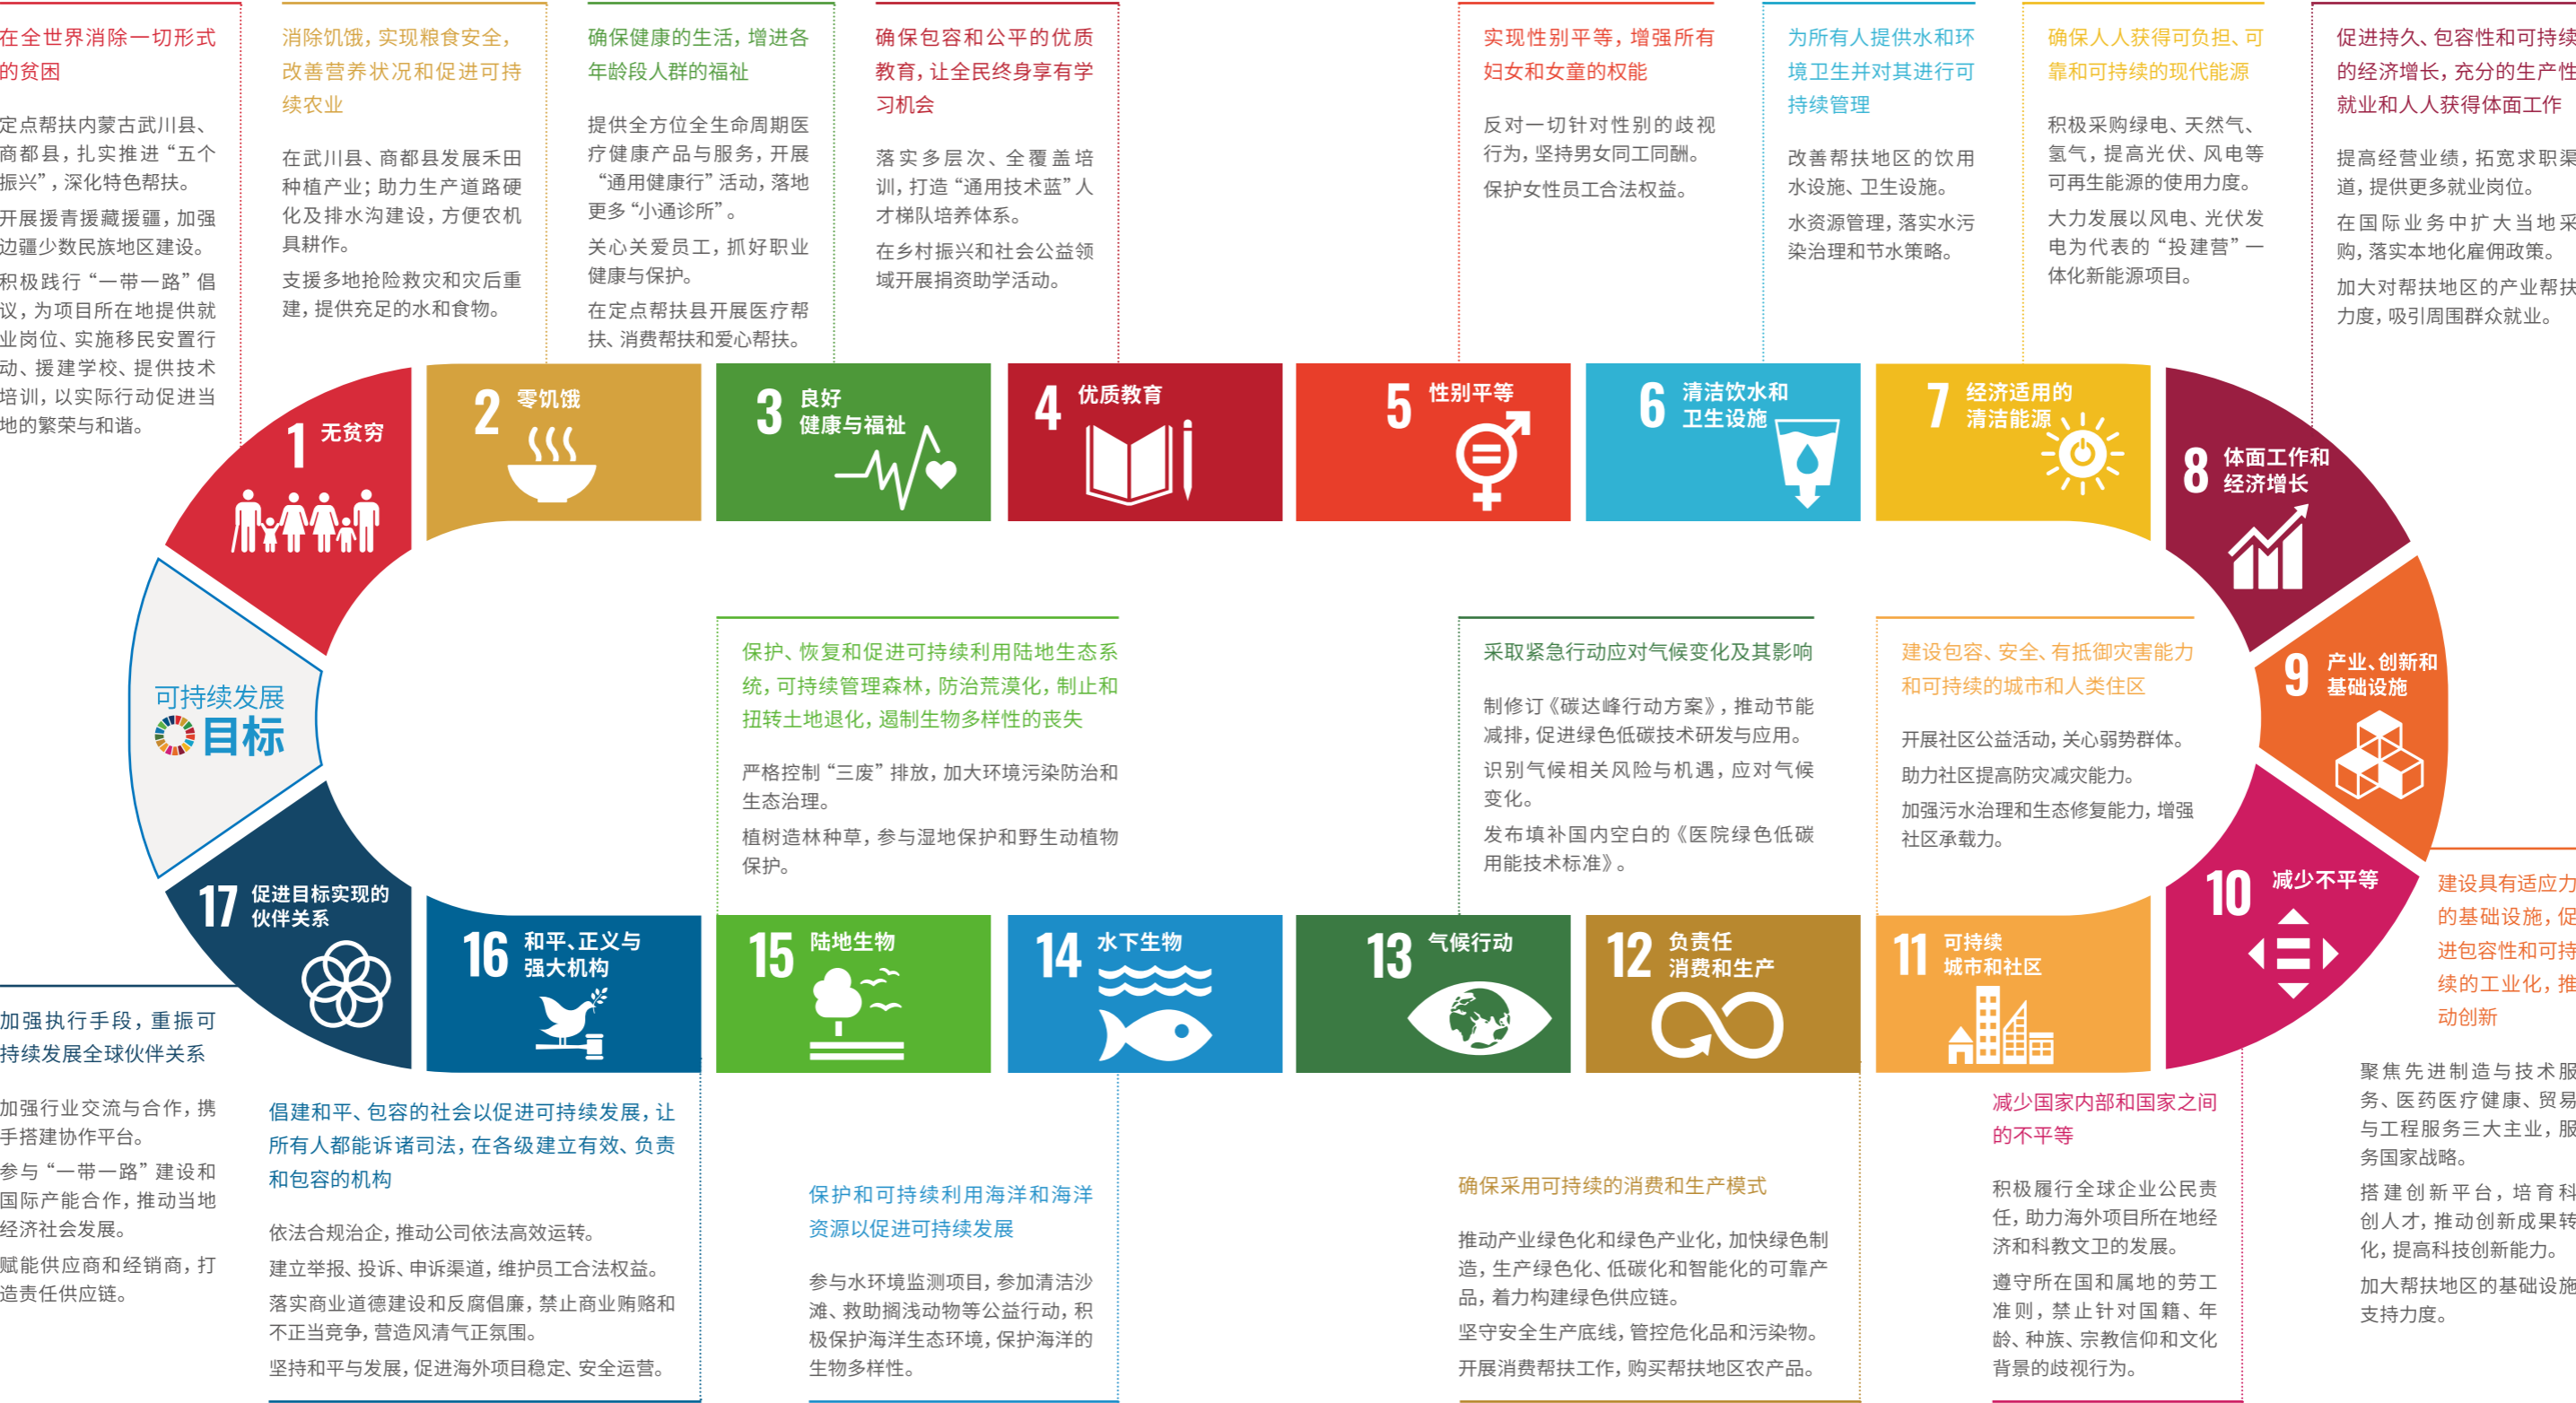 在全世界消除一切形式
的贫困
定点帮扶内蒙古武川县、
商都县，扎实推进“五个
振兴”，深化特色帮扶。
开展援青援藏援疆，加强
边疆少数民族地区建设。
积极践行“一带一路”倡
议，为项目所在地提供就
业岗位、实施移民安置行
动、援建学校、提供技术
培训，以实际行动促进当
地的繁荣与和谐。
消除饥饿，实现粮食安全，
改善营养状况和促进可持
续农业
在武川县、商都县发展禾田
种植产业；助力生产道路硬
化及排水沟建设，方便农机
具耕作。
支援多地抢险救灾和灾后重
建，提供充足的水和食物。
确保健康的生活，增进各
年龄段人群的福祉
提供全方位全生命周期医
疗健康产品与服务，开展
“通用健康行”活动，落地
更多“小通诊所”。
关心关爱员工，抓好职业
健康与保护。
在定点帮扶县开展医疗帮
扶、消费帮扶和爱心帮扶。
确保包容和公平的优质
教育，让全民终身享有学
习机会
落实多层次、全覆盖培
训，打造“通用技术蓝”人
才梯队培养体系。
在乡村振兴和社会公益领
域开展捐资助学活动。
实现性别平等，增强所有
妇女和女童的权能
反对一切针对性别的歧视
行为，坚持男女同工同酬。
保护女性员工合法权益。
为所有人提供水和环
境卫生并对其进行可
持续管理
改善帮扶地区的饮用
水设施、卫生设施。
水资源管理，落实水污
染治理和节水策略。
确保人人获得可负担、可
靠和可持续的现代能源
积极采购绿电、天然气、
氢气，提高光伏、风电等
可再生能源的使用力度。
大力发展以风电、光伏发
电为代表的“投建营”一
体化新能源项目。
促进持久、包容性和可持续
的经济增长，充分的生产性
就业和人人获得体面工作
提高经营业绩，拓宽求职渠
道，提供更多就业岗位。
在国际业务中扩大当地采
购，落实本地化雇佣政策。
加大对帮扶地区的产业帮扶
力度，吸引周围群众就业。
1 无贫穷
2 零饥饿
3 良好
健康与福祉
4 优质教育
5 性别平等
6 清洁饮水和
卫生设施
7 经济适用的
清洁能源
8 体面工作和
经济增长
可持续发展
目标
保护、恢复和促进可持续利用陆地生态系
统，可持续管理森林，防治荒漠化，制止和
扭转土地退化，遏制生物多样性的丧失
严格控制“三废”排放，加大环境污染防治和
生态治理。
植树造林种草，参与湿地保护和野生动植物
保护。
采取紧急行动应对气候变化及其影响
制修订《碳达峰行动方案》，推动节能
减排，促进绿色低碳技术研发与应用。
识别气候相关风险与机遇，应对气候
变化。
发布填补国内空白的《医院绿色低碳
用能技术标准》。
建设包容、安全、有抵御灾害能力
和可持续的城市和人类住区
开展社区公益活动，关心弱势群体。
助力社区提高防灾减灾能力。
加强污水治理和生态修复能力，增强
社区承载力。
9 产业、创新和
基础设施
17 促进目标实现的
伙伴关系
16 和平、正义与
强大机构
15 陆地生物
14 水下生物
13 气候行动
12 负责任
消费和生产
11 可持续
城市和社区
10 减少不平等
建设具有适应力
的基础设施，促
进包容性和可持
续的工业化，推
动创新
聚焦先进制造与技术服
务、医药医疗健康、贸易
与工程服务三大主业，服
务国家战略。
搭建创新平台，培育科
创人才，推动创新成果转
化，提高科技创新能力。
加大帮扶地区的基础设施
支持力度。
加强执行手段，重振可
持续发展全球伙伴关系
加强行业交流与合作，携
手搭建协作平台。
参与“一带一路”建设和
国际产能合作，推动当地
经济社会发展。
赋能供应商和经销商，打
造责任供应链。
倡建和平、包容的社会以促进可持续发展，让
所有人都能诉诸司法，在各级建立有效、负责
和包容的机构
依法合规治企，推动公司依法高效运转。
建立举报、投诉、申诉渠道，维护员工合法权益。
落实商业道德建设和反腐倡廉，禁止商业贿赂和
不正当竞争，营造风清气正氛围。
坚持和平与发展，促进海外项目稳定、安全运营。
保护和可持续利用海洋和海洋
资源以促进可持续发展
参与水环境监测项目，参加清洁沙
滩、救助搁浅动物等公益行动，积
极保护海洋生态环境，保护海洋的
生物多样性。
确保采用可持续的消费和生产模式
推动产业绿色化和绿色产业化，加快绿色制
造，生产绿色化、低碳化和智能化的可靠产
品，着力构建绿色供应链。
坚守安全生产底线，管控危化品和污染物。
开展消费帮扶工作，购买帮扶地区农产品。
减少国家内部和国家之间
的不平等
积极履行全球企业公民责
任，助力海外项目所在地经
济和科教文卫的发展。
遵守所在国和属地的劳工
准则，禁止针对国籍、年
龄、种族、宗教信仰和文化
背景的歧视行为。